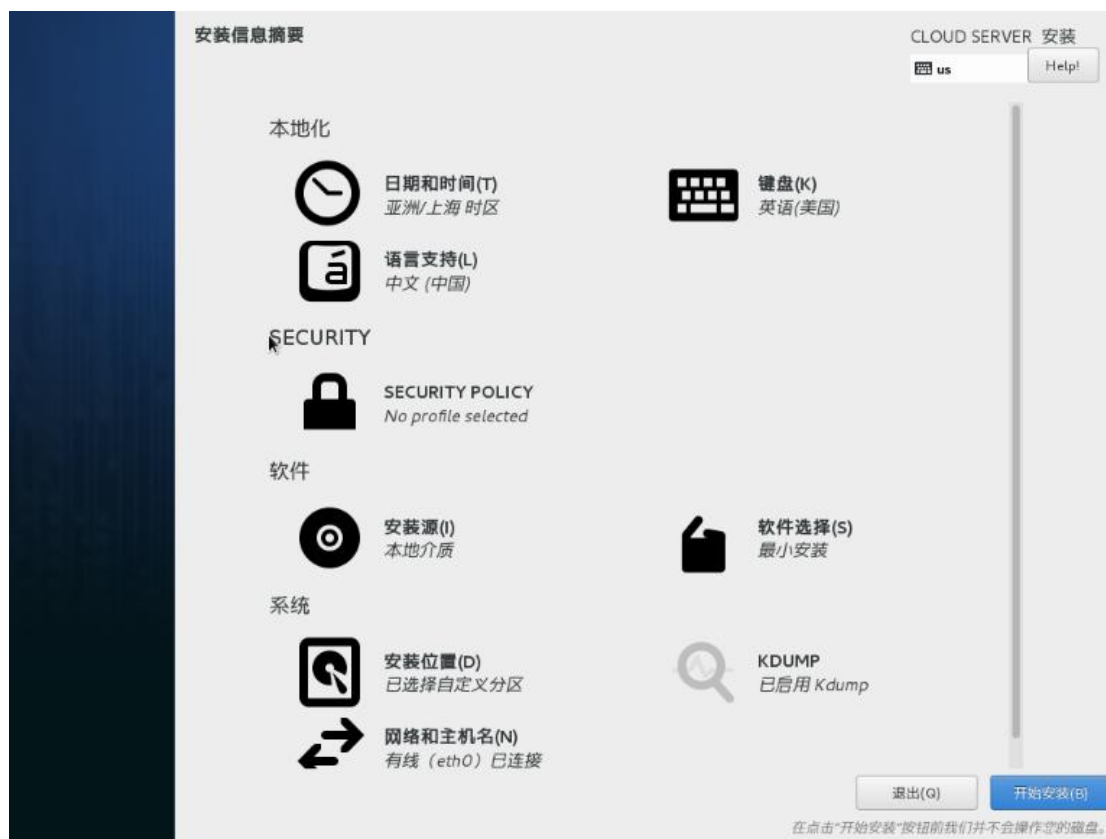 安装信息摘要
CLOUD SERVER 安装
us
Help!
本地化
日期和时间(T)
亚洲/上海 时区
键盘(K)
英语(美国)
语言支持(L)
中文 (中国)
SECURITY
SECURITY POLICY
No profile selected
软件
安装源(I)
本地介质
软件选择(S)
最小安装
系统
安装位置(D)
已选择自定义分区
KDUMP
已启用 Kdump
网络和主机名(N)
有线（eth0）已连接
退出(Q)
开始安装(B)
在点击"开始安装"按钮前我们并不会操作您的磁盘。